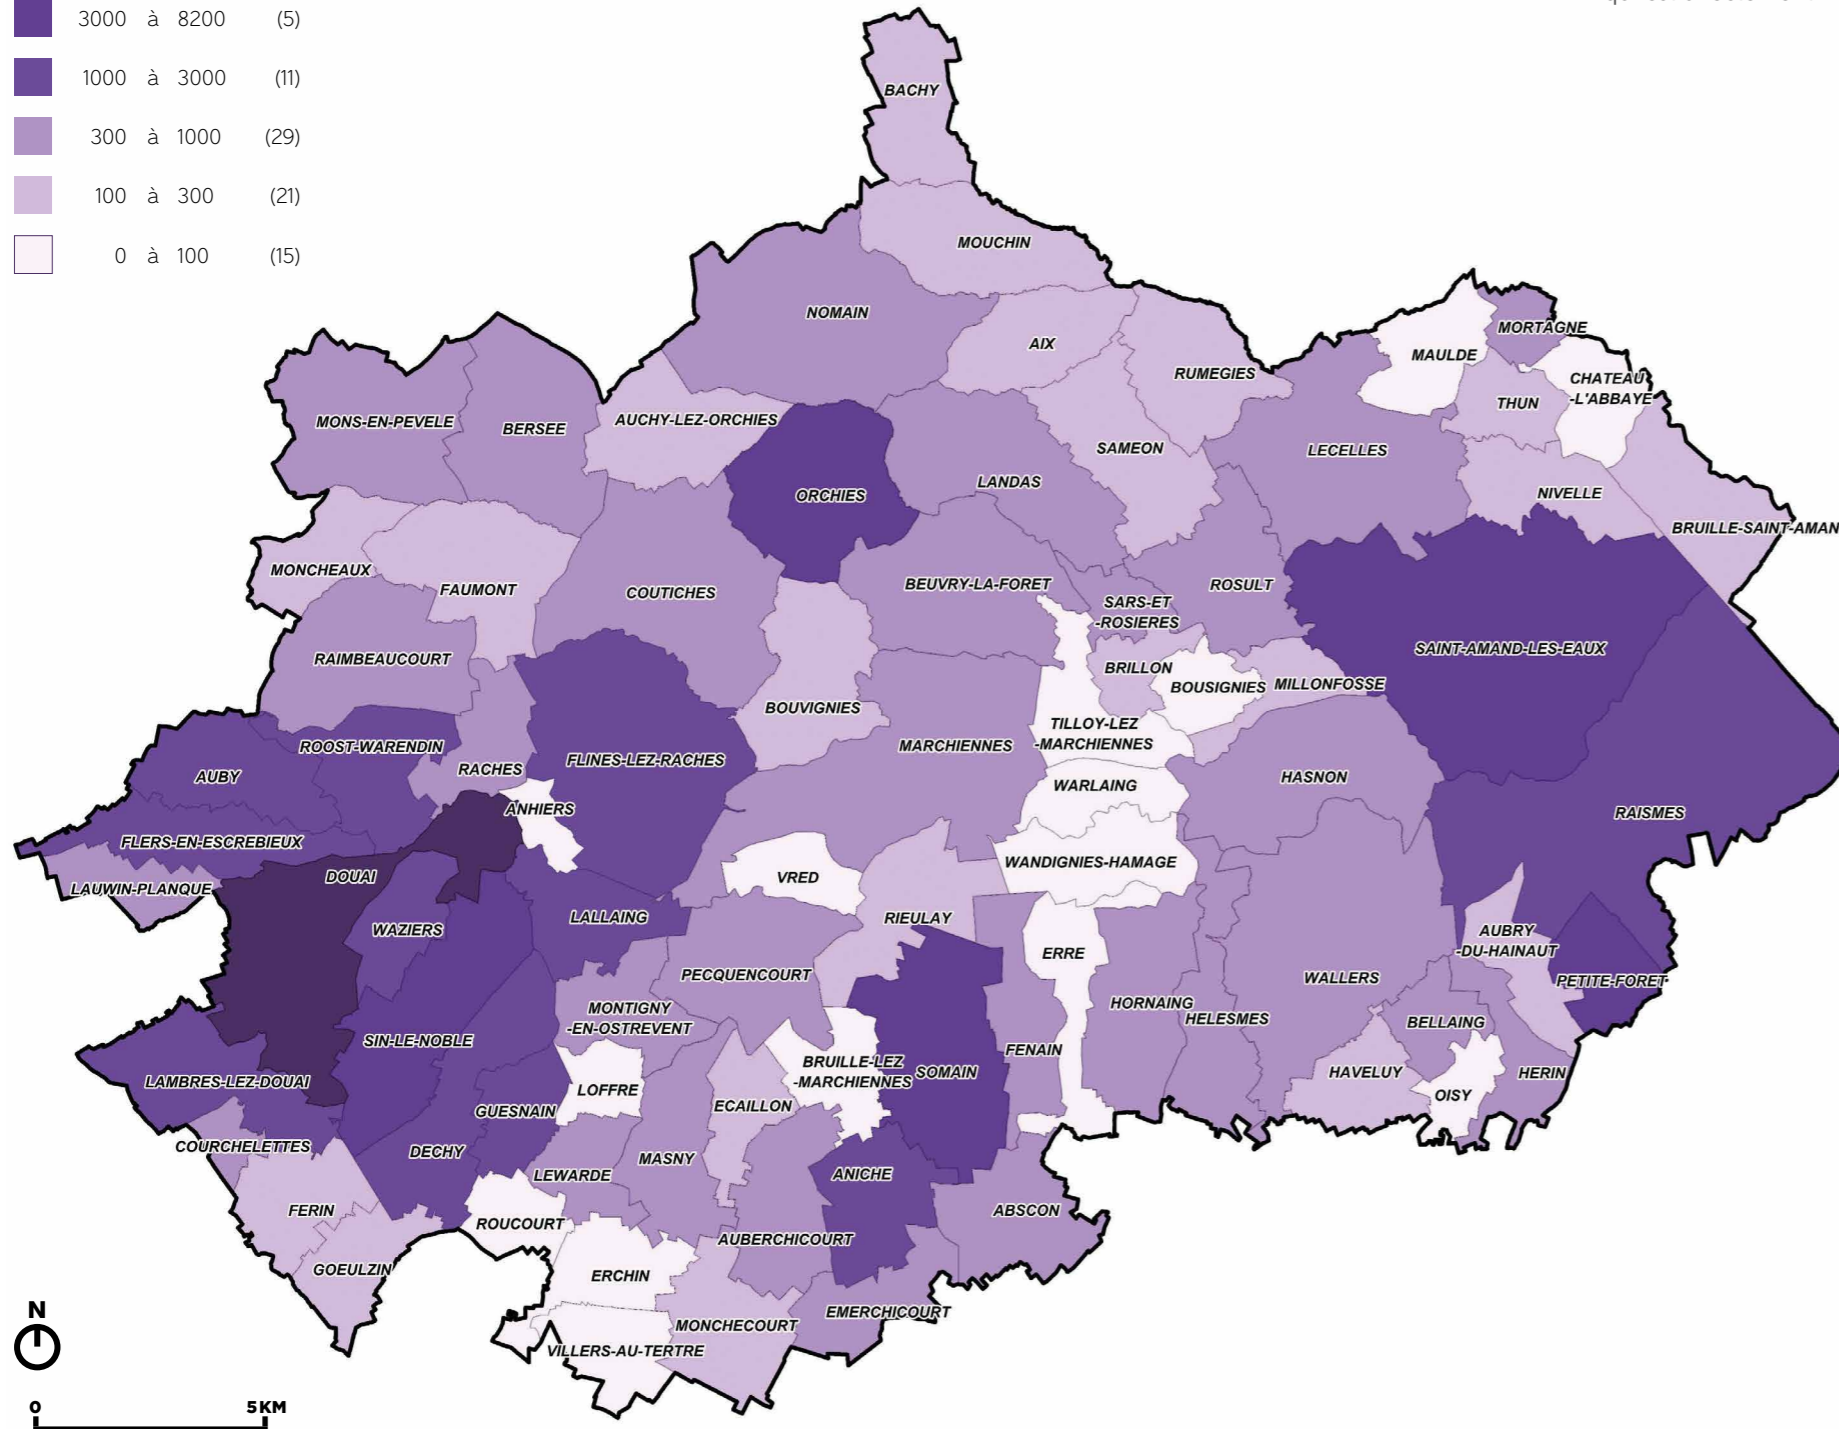 3000 à 8200 (5)
1000 à 3000 (11)
300 à 1000 (29)
100 à 300 (21)
0 à 100 (15)
BACHY
MOUCHIN
NOMAIN
AIX
RUMEGIES
MAULDE
MORTAGNE
CHATEAU
-L'ABBAYE
THUN
MONS-EN-PEVELE
BERSEE
AUCHY-LEZ-ORCHIES
ORCHIES
LANDAS
SAMEON
LECELLES
NIVELLE
BRUILLE-SAINT-AMAN
MONCHEAUX
FAUMONT
COUTICHES
BEUVRY-LA-FORET
SARS-ET
-ROSIERES
ROSULT
SAINT-AMAND-LES-EAUX
RAIMBEAUCOURT
BRILLON
BOUSIGNIES
MILLONFOSSE
BOUVIGNIES
TILLOY-LEZ
-MARCHIENNES
ROOST-WARENDIN
AUBY
RACHES
FLINES-LEZ-RACHES
MARCHIENNES
WARLAING
HASNON
RAISMES
ANHIERS
FLERS-EN-ESCREBIEUX
LAUWIN-PLANQUE
DOUAI
VRED
WANDIGNIES-HAMAGE
WAZIERS
LALLAING
RIEULAY
ERRE
AUBRY
-DU-HAINAUT
PETITE-FORET
PECQUENCOURT
WALLERS
MONTIGNY
-EN-OSTREVENT
HORNAING
HELESMES
BELLAING
SIN-LE-NOBLE
FENAIN
BRUILLE-LEZ
-MARCHIENNES
SOMAIN
HAVELUY
HERIN
OISY
LAMBRES-LEZ-DOUAI
LOFFRE
GUESNAIN
ECAILLON
COURCHELETTES
DECHY
LEWARDE
MASNY
ANICHE
FERIN
ROUCOURT
ABSCON
AUBERCHICOURT
GOEULZIN
ERCHIN
EMERCHICOURT
MONCHECOURT
VILLERS-AU-TERTRE
N
0 5KM